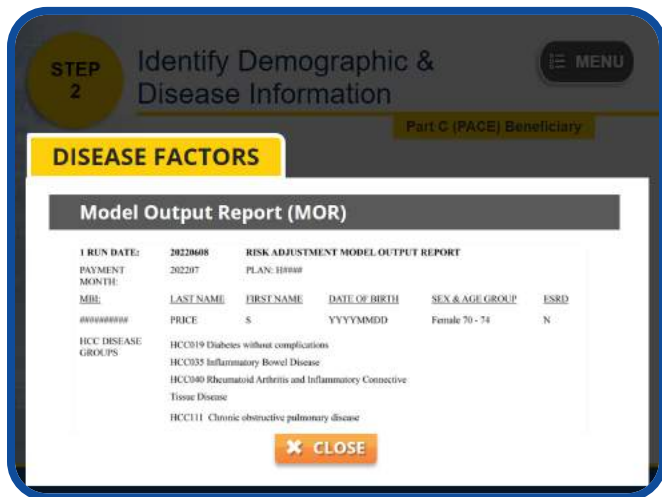 STEP
2
Identify Demographic &
Disease Information
MENU
Part C (PACE) Beneficiary
DISEASE FACTORS
Model Output Report (MOR)
1 RUN DATE: 20220608 RISK ADJUSTMENT MODEL OUTPUT REPORT
PAYMENT MONTH: 202207 PLAN: H####
MBI: LAST NAME FIRST NAME DATE OF BIRTH SEX & AGE GROUP ESRD
########## PRICE S YYYYMMDD Female 70 - 74 N
HCC DISEASE GROUPS HCC019 Diabetes without complications
HCC035 Inflammatory Bowel Disease
HCC040 Rheumatoid Arthritis and Inflammatory Connective
Tissue Disease
HCC111 Chronic obstructive pulmonary disease
CLOSE